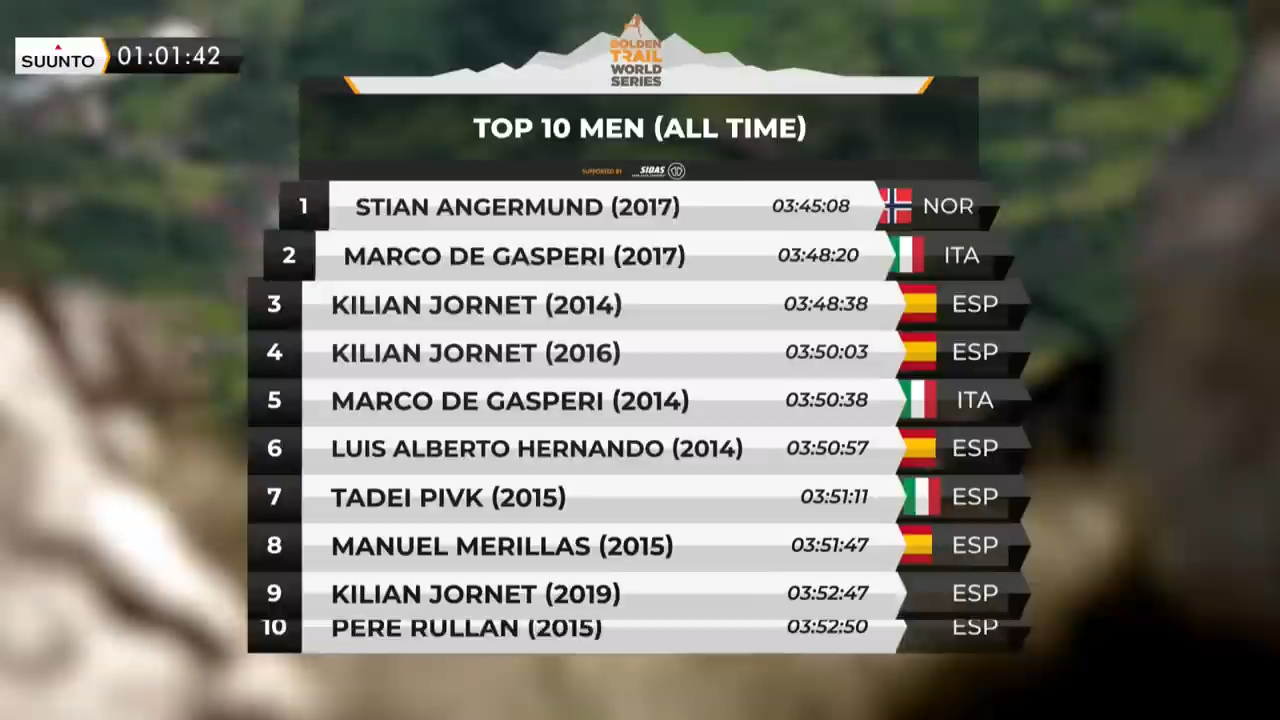 SUUNTO 01:01:42
GOLDEN
TRAIL
WORLD
SERIES
TOP 10 MEN (ALL TIME)
SUPPORTED BY SIDAS
1 STIAN ANGERMUND (2017) 03:45:08 NOR
2 MARCO DE GASPERI (2017) 03:48:20 ITA
3 KILIAN JORNET (2014) 03:48:38 ESP
4 KILIAN JORNET (2016) 03:50:03 ESP
5 MARCO DE GASPERI (2014) 03:50:38 ITA
6 LUIS ALBERTO HERNANDO (2014) 03:50:57 ESP
7 TADEI PIVK (2015) 03:51:11 ESP
8 MANUEL MERILLAS (2015) 03:51:47 ESP
9 KILIAN JORNET (2019) 03:52:47 ESP
10 PERE RULLAN (2015) 03:52:50 ESP